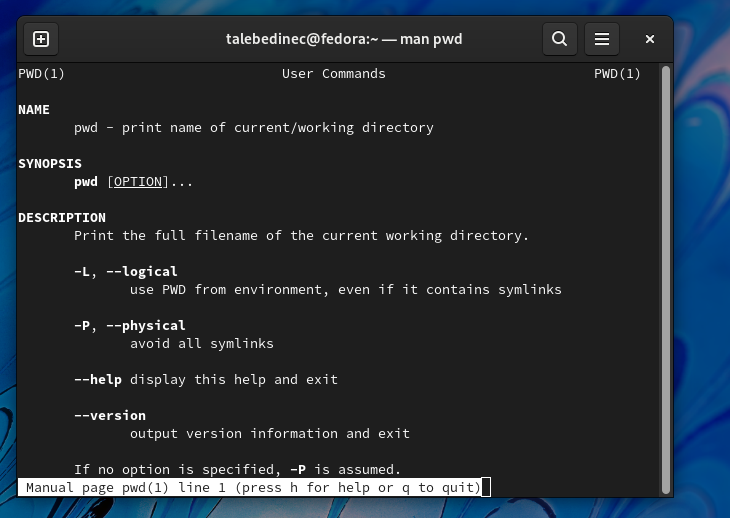 talebedinec@fedora:~ — man pwd
PWD(1) User Commands PWD(1)
NAME
pwd - print name of current/working directory
SYNOPSIS
pwd [OPTION]...
DESCRIPTION
Print the full filename of the current working directory.
-L, --logical
use PWD from environment, even if it contains symlinks
-P, --physical
avoid all symlinks
--help display this help and exit
--version
output version information and exit
If no option is specified, -P is assumed.
Manual page pwd(1) line 1 (press h for help or q to quit)